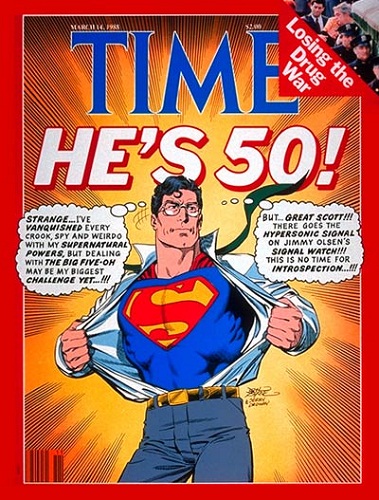 MARCH 14, 1988
$2.00
TIME
Losing the
Drug
War
HE'S 50!
STRANGE...I'VE
VANQUISHED EVERY
CROOK, SPY AND WEIRDO
WITH MY SUPERNATURAL
POWERS, BUT DEALING
WITH THE BIG FIVE-OH
MAY BE MY BIGGEST
CHALLENGE YET...!!!
BUT... GREAT SCOTT!!!
THERE GOES THE
HYPERSONIC SIGNAL
ON JIMMY OLSEN'S
SIGNAL WATCH!!!
THIS IS NO TIME FOR
INTROSPECTION...!!!
S